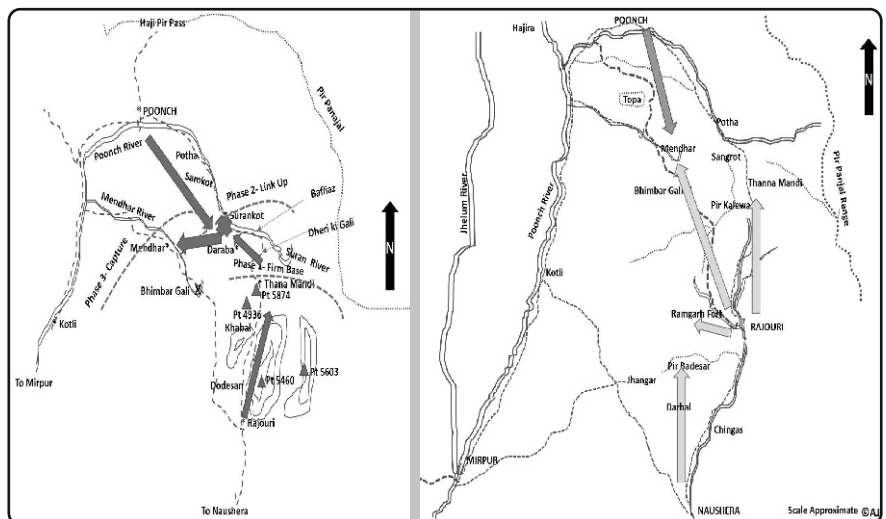 Haji Pir Pass
Pir Panajal
POONCH
Poonch River
Potha
Samkot
Phase 2- Link Up
Bafliaz
Surankot
Mendhar River
Dheri ki Gali
Mendhar
Daraba
Suran River
Phase 1- Firm Base
Phase 3- Capture
Bhimbar Gali
Thana Mandi
Pt 5874
Pt 4936
Khabal
Kotli
N
To Mirpur
Dodesan
Pt 5460
Pt 5603
Rajouri
To Naushera
POONCH
Hajira
N
Topa
Potha
Mendhar
Sangrot
Pir Panjal Range
Bhimbar Gali
Thanna Mandi
Jhelum River
Poonch River
Pir Kalewa
Kotli
Ramgarh Fort
RAJOURI
Pir Badesar
Jhangar
Darhal
Chingas
MIRPUR
NAUSHERA
Scale Approximate ©AJ